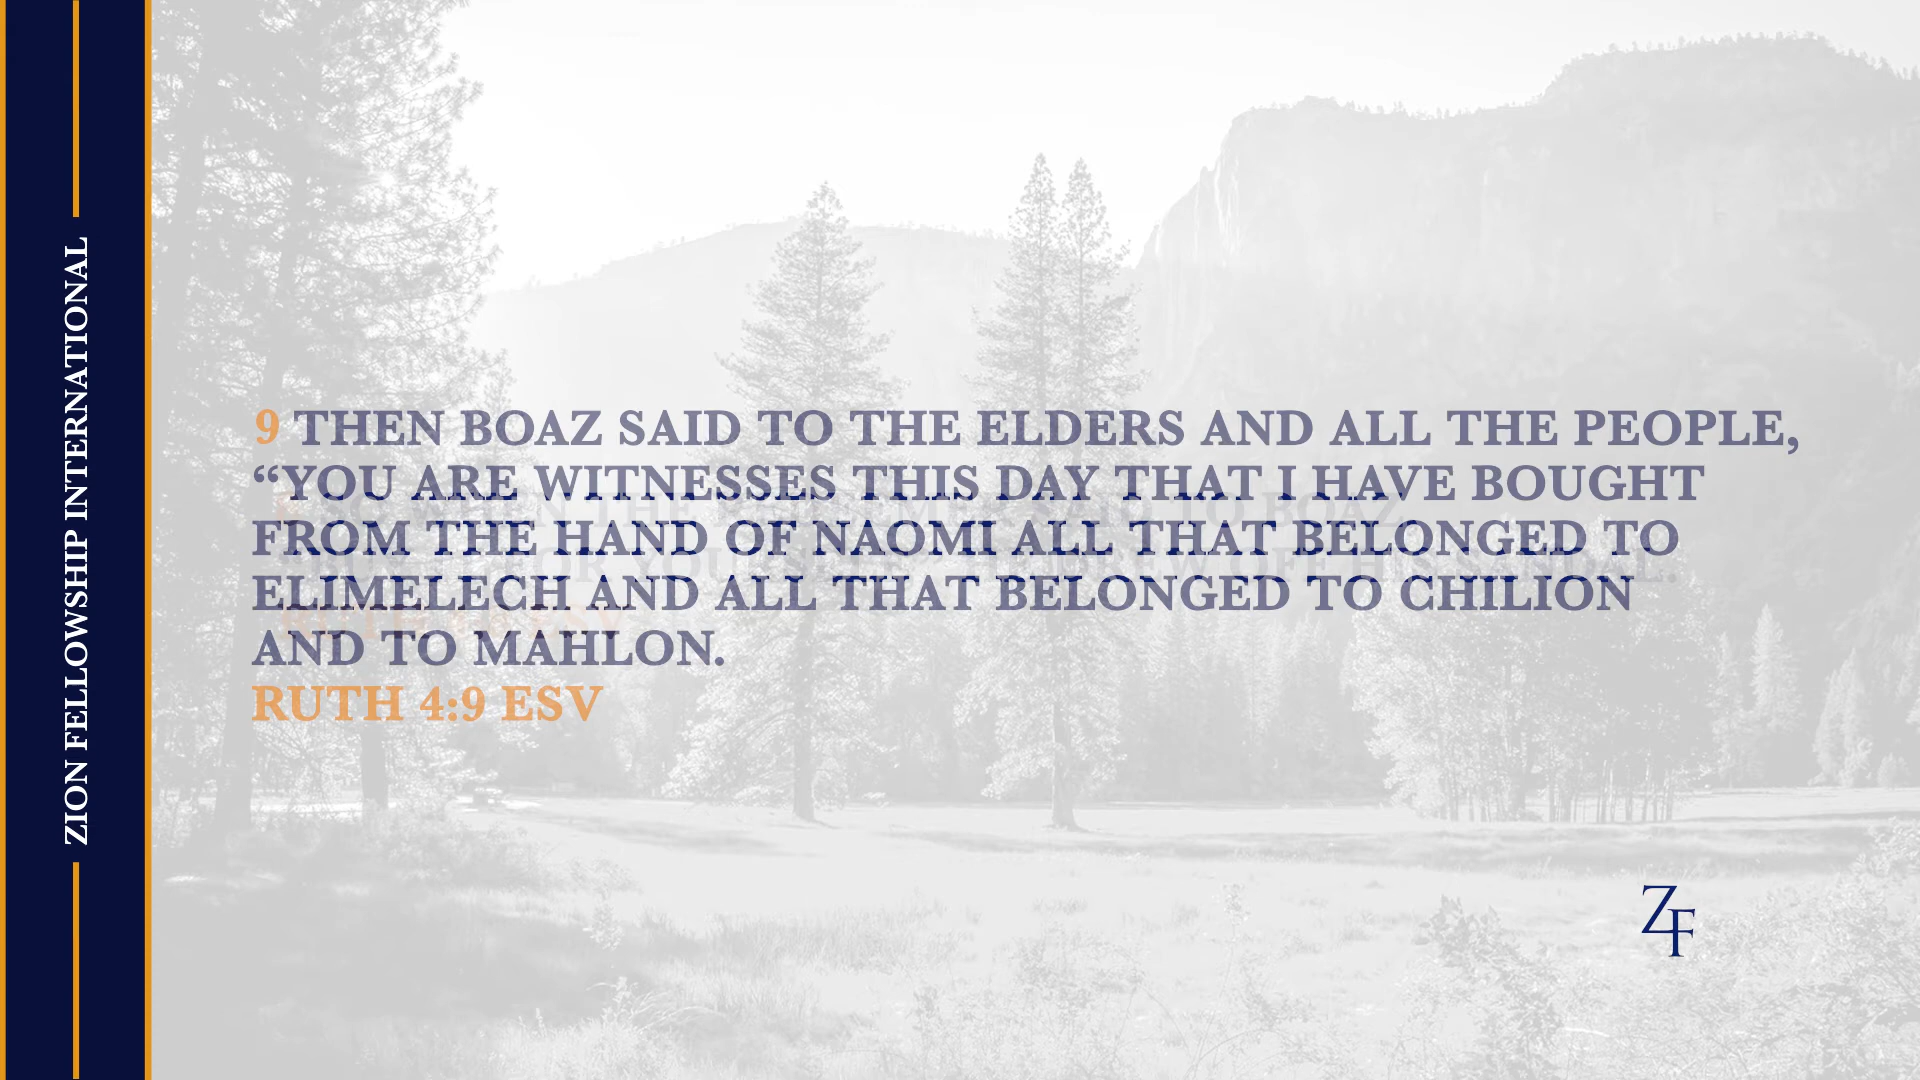 ZION FELLOWSHIP INTERNATIONAL
9 THEN BOAZ SAID TO THE ELDERS AND ALL THE PEOPLE,
“YOU ARE WITNESSES THIS DAY THAT I HAVE BOUGHT
FROM THE HAND OF NAOMI ALL THAT BELONGED TO
ELIMELECH AND ALL THAT BELONGED TO CHILION
AND TO MAHLON.
RUTH 4:9 ESV
ZF